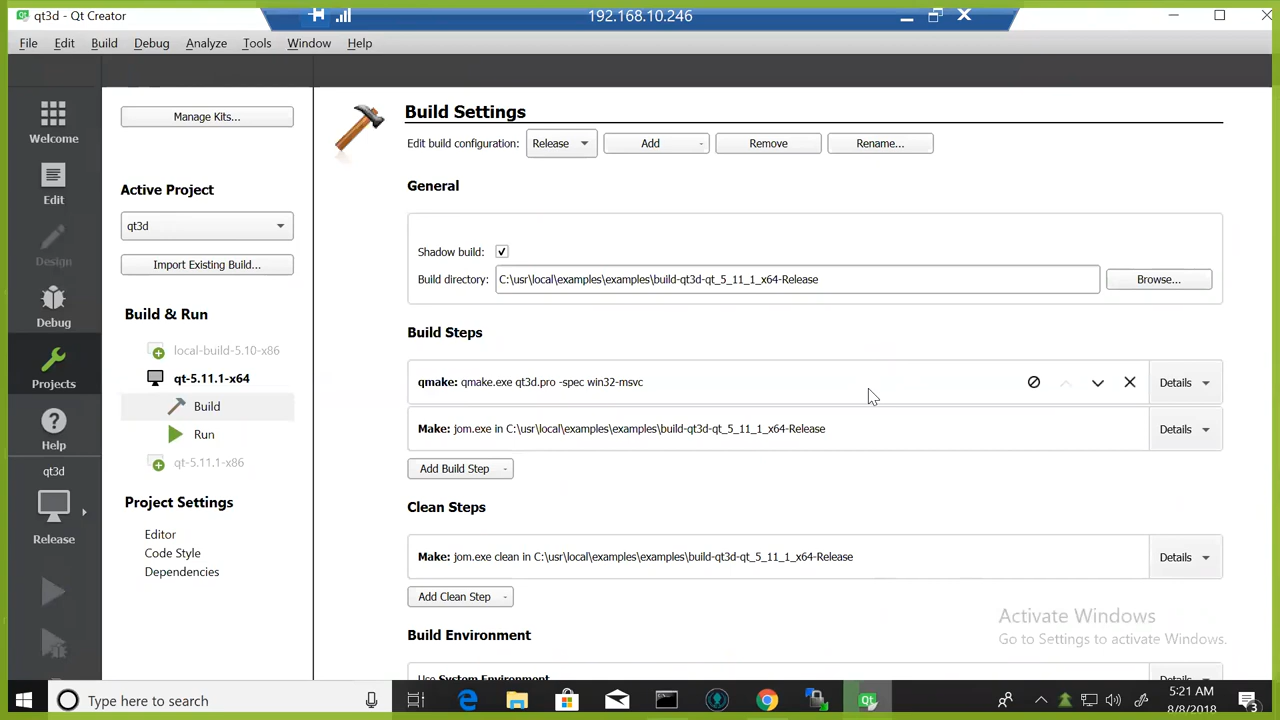 qt3d - Qt Creator
192.168.10.246
File Edit Build Debug Analyze Tools Window Help
Welcome
Edit
Design
Debug
Projects
Help
qt3d
Release
Manage Kits...
Active Project
qt3d
Import Existing Build...
Build & Run
local-build-5.10-x86
qt-5.11.1-x64
Build
Run
qt-5.11.1-x86
Project Settings
Editor
Code Style
Dependencies
Build Settings
Edit build configuration: Release Add Remove Rename...
General
Shadow build:
Build directory: C:\usr\local\examples\examples\build-qt3d-qt_5_11_1_x64-Release Browse...
Build Steps
qmake: qmake.exe qt3d.pro -spec win32-msvc Details
Make: jom.exe in C:\usr\local\examples\examples\build-qt3d-qt_5_11_1_x64-Release Details
Add Build Step
Clean Steps
Make: jom.exe clean in C:\usr\local\examples\examples\build-qt3d-qt_5_11_1_x64-Release Details
Add Clean Step
Build Environment
Use System Environment Details
Activate Windows
Go to Settings to activate Windows.
Type here to search
5:21 AM
8/8/2018
3